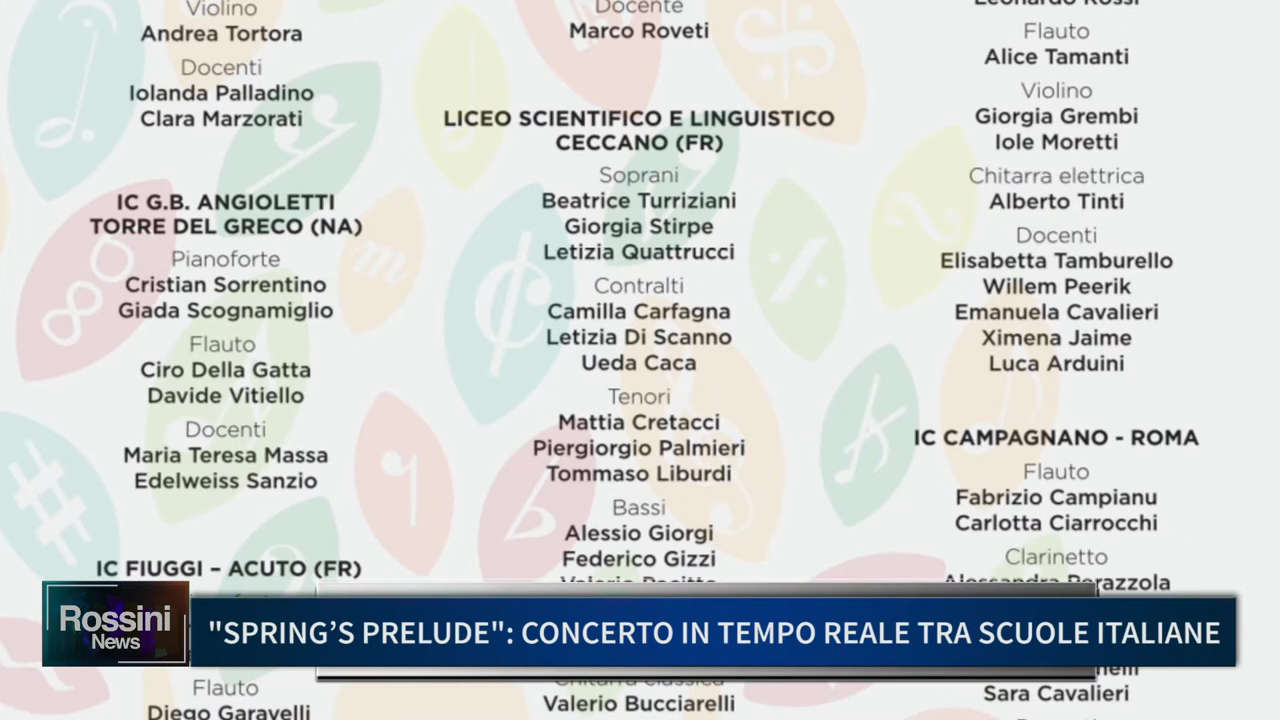 Violino
Andrea Tortora
Docenti
Iolanda Palladino
Clara Marzorati
IC G.B. ANGIOLETTI
TORRE DEL GRECO (NA)
Pianoforte
Cristian Sorrentino
Giada Scognamiglio
Flauto
Ciro Della Gatta
Davide Vitiello
Docenti
Maria Teresa Massa
Edelweiss Sanzio
IC FIUGGI – ACUTO (FR)
Flauto
Diego Garavelli
Docente
Marco Roveti
LICEO SCIENTIFICO E LINGUISTICO
CECCANO (FR)
Soprani
Beatrice Turriziani
Giorgia Stirpe
Letizia Quattrucci
Contralti
Camilla Carfagna
Letizia Di Scanno
Ueda Caca
Tenori
Mattia Cretacci
Piergiorgio Palmieri
Tommaso Liburdi
Bassi
Alessio Giorgi
Federico Gizzi
Chitarra classica
Valerio Bucciarelli
Leonardo Rossi
Flauto
Alice Tamanti
Violino
Giorgia Grembi
Iole Moretti
Chitarra elettrica
Alberto Tinti
Docenti
Elisabetta Tamburello
Willem Peerik
Emanuela Cavalieri
Ximena Jaime
Luca Arduini
IC CAMPAGNANO - ROMA
Flauto
Fabrizio Campianu
Carlotta Ciarrocchi
Clarinetto
Alessandra Perazzola
Sara Cavalieri
Rossini
News
"SPRING’S PRELUDE": CONCERTO IN TEMPO REALE TRA SCUOLE ITALIANE